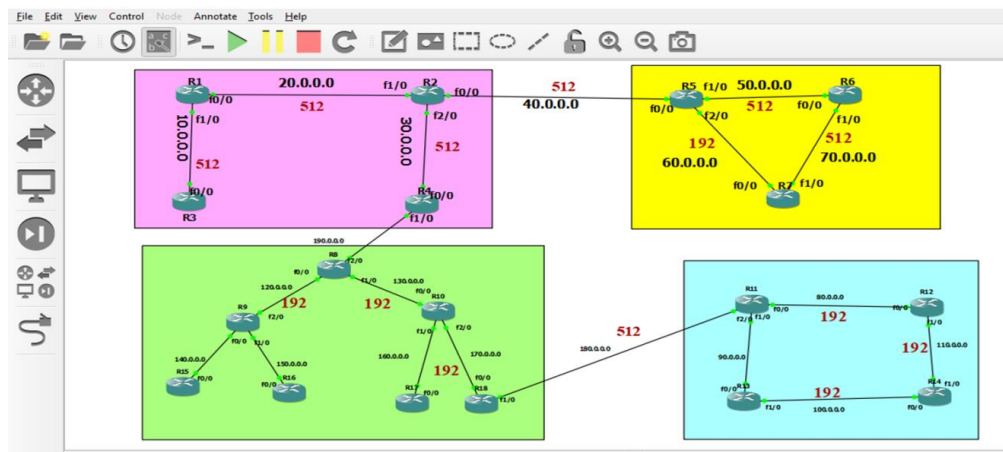 File Edit View Control Node Annotate Tools Help
R1
20.0.0.0
f1/0
R2
f0/0
512
f0/0
512
40.0.0.0
f1/0
10.0.0.0
512
f0/0
R3
f2/0
30.0.0.0
512
R4
f0/0
f1/0
R5
f1/0
50.0.0.0
R6
f0/0
512
f0/0
f2/0
192
60.0.0.0
f1/0
512
70.0.0.0
f0/0
R7
f1/0
190.0.0.0
R8
f2/0
f0/0
f1/0
130.0.0.0
120.0.0.0
192
192
f0/0
R10
R9
f2/0
f0/0
f1/0
f1/0
f2/0
140.0.0.0
150.0.0.0
160.0.0.0
170.0.0.0
192
R15
f0/0
f0/0
R16
R17
f0/0
f0/0
R18
f1/0
512
180.0.0.0
R11
80.0.0.0
R12
f0/0
f0/0
192
f2/0
f1/0
f1/0
90.0.0.0
192
110.0.0.0
f0/0
R13
192
R14
f1/0
f1/0
100.0.0.0
f0/0